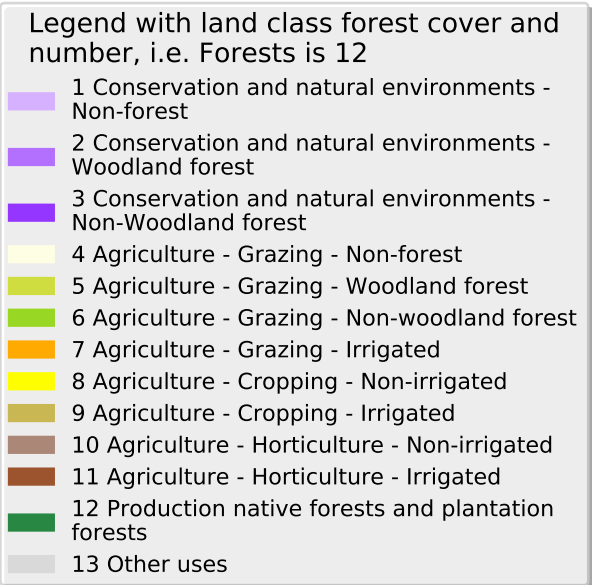 Legend with land class forest cover and
number, i.e. Forests is 12
1 Conservation and natural environments -
Non-forest
2 Conservation and natural environments -
Woodland forest
3 Conservation and natural environments -
Non-Woodland forest
4 Agriculture - Grazing - Non-forest
5 Agriculture - Grazing - Woodland forest
6 Agriculture - Grazing - Non-woodland forest
7 Agriculture - Grazing - Irrigated
8 Agriculture - Cropping - Non-irrigated
9 Agriculture - Cropping - Irrigated
10 Agriculture - Horticulture - Non-irrigated
11 Agriculture - Horticulture - Irrigated
12 Production native forests and plantation
forests
13 Other uses